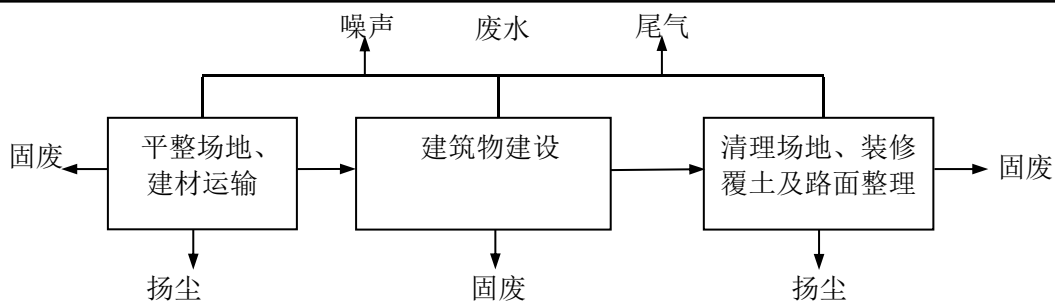 噪声 废水 尾气
固废
平整场地、
建材运输
建筑物建设
清理场地、装修
覆土及路面整理
固废
扬尘 固废 扬尘